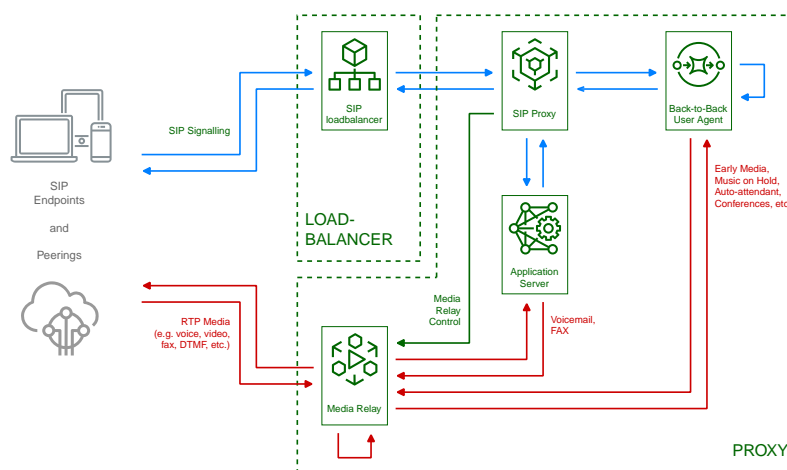 SIP
loadbalancer
SIP Proxy
Back-to-Back
User Agent
SIP Signalling
Early Media,
Music on Hold,
Auto-attendant,
Conferences, etc
SIP
Endpoints
and
Peerings
LOAD-
BALANCER
Application
Server
Media
Relay
Control
RTP Media
(e.g. voice, video,
fax, DTMF, etc.)
Voicemail,
FAX
Media Relay
PROXY